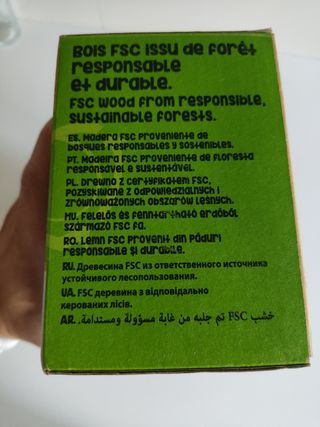 Bois FSC issu de forêt
responsable
et durable.
FSC wood from responsible,
sustainable forests.
ES. Madera FSC proveniente de
bosques responsables y sostenibles.
PT. Madeira FSC proveniente de floresta
responsável e sustentável.
PL. Drewno z certyfikatem FSC,
pozyskiwane z odpowiedzialnych i
zrównoważonych obszarów leśnych.
HU. Felelős és fenntartható erdőből
származó FSC fa.
RO. Lemn FSC provenit din păduri
responsabile și durabile.
RU. Древесина FSC из ответственного источника
устойчивого лесопользования.
UA. FSC деревина з відповідально
керованих лісів.
AR. خشب FSC تم جلبه من غابة مسؤولة ومستدامة.